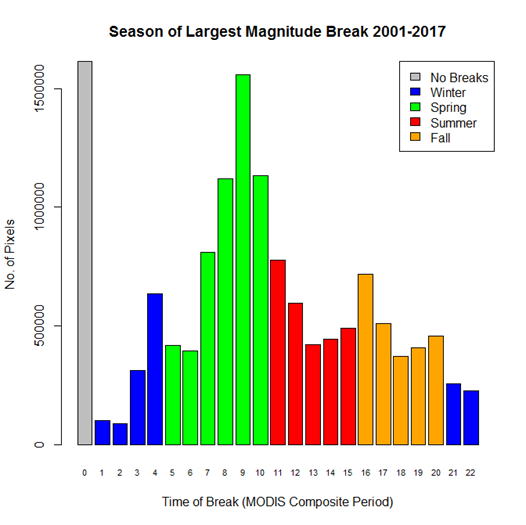 Season of Largest Magnitude Break 2001-2017
No Breaks
Winter
Spring
Summer
Fall
No. of Pixels
1500000
1000000
500000
0
0 1 2 3 4 5 6 7 8 9 10 11 12 13 14 15 16 17 18 19 20 21 22
Time of Break (MODIS Composite Period)